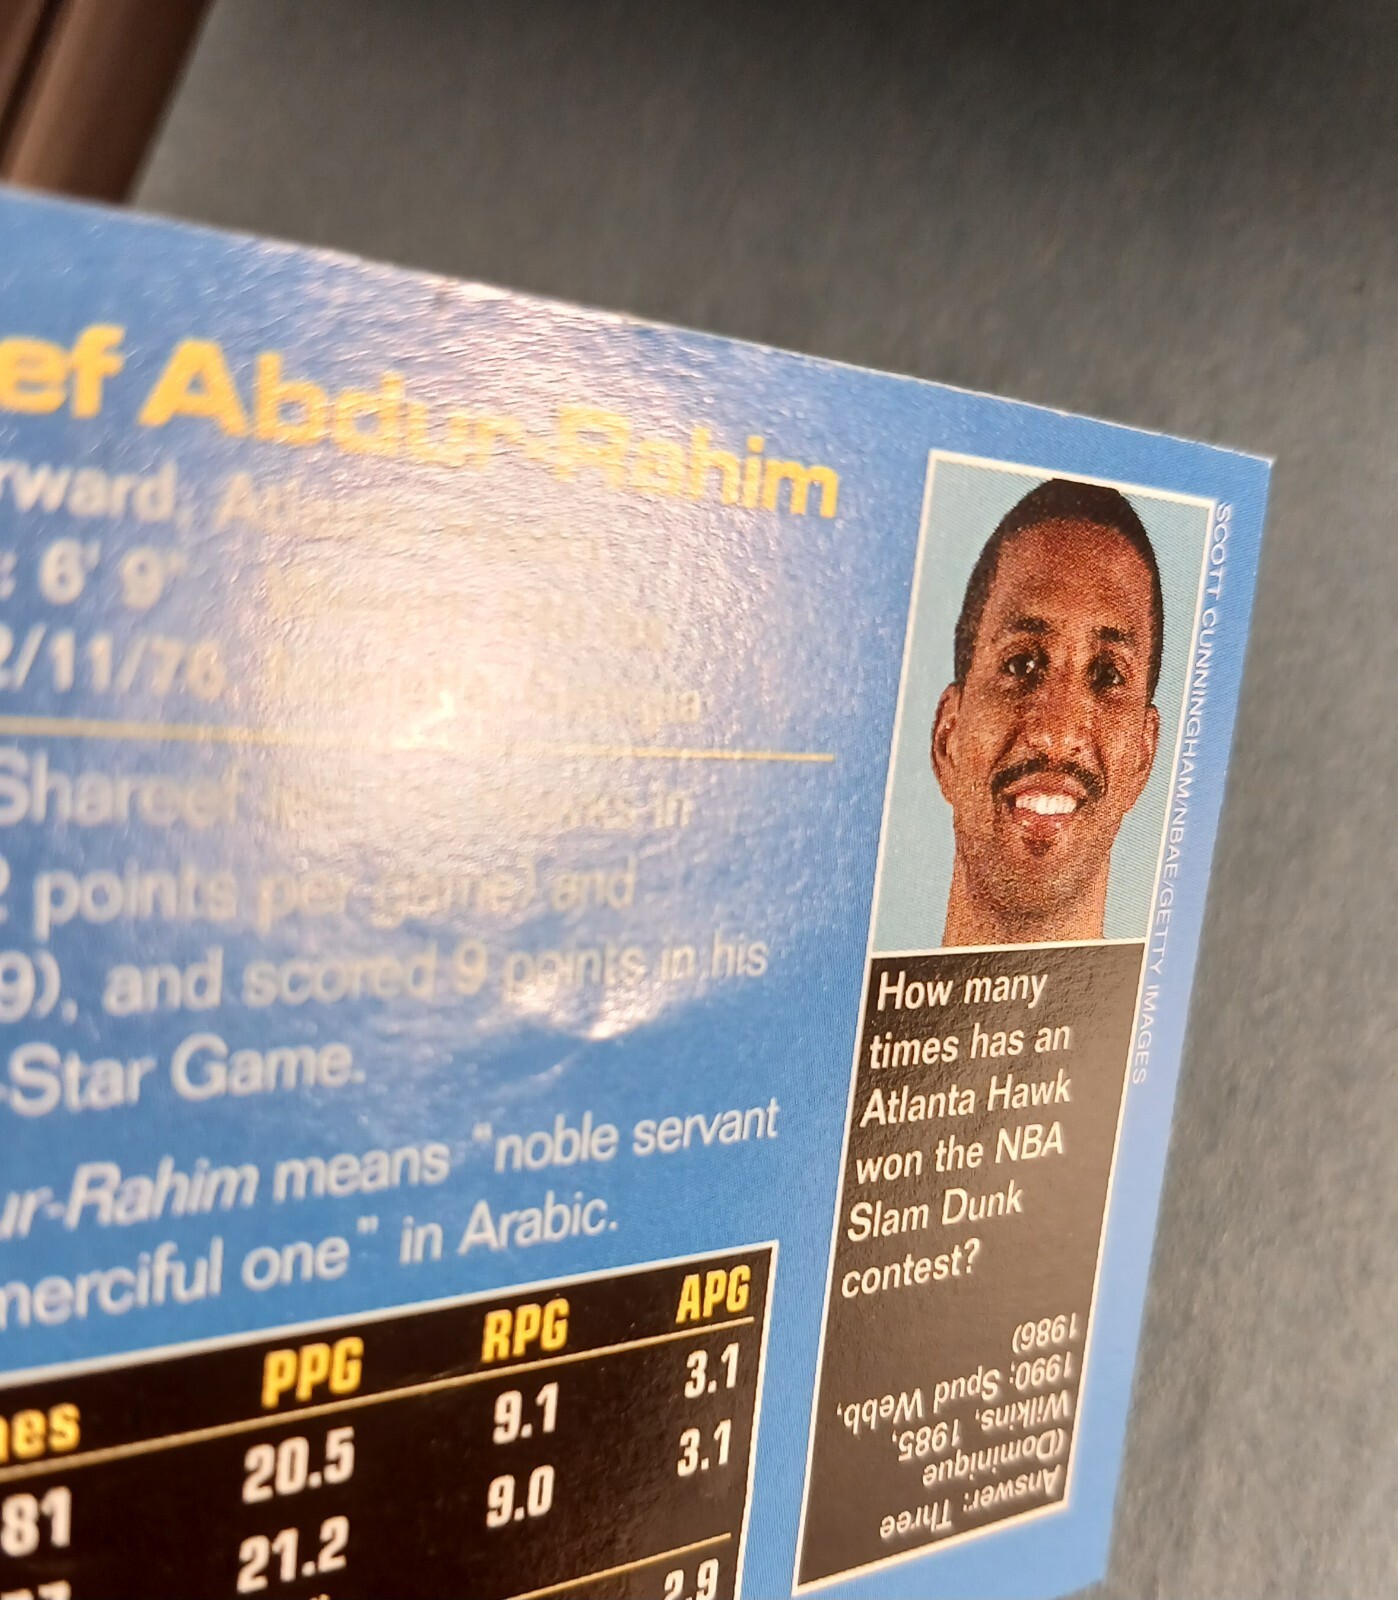 ef Abdur-Rahim
rward,
: 6' 9"
2/11/76
Shareef
2 points per game) and
9), and scored 9 points in his
-Star Game.
ur-Rahim means "noble servant
merciful one" in Arabic.
PPG RPG APG
20.5 9.1 3.1
81 21.2 9.0 3.1
2.9
SCOTT CUNNINGHAM/NBAE/GETTY IMAGES
How many
times has an
Atlanta Hawk
won the NBA
Slam Dunk
contest?
Answer: Three
(Dominique
Wilkins, 1985,
1990; Spud Webb,
1986)